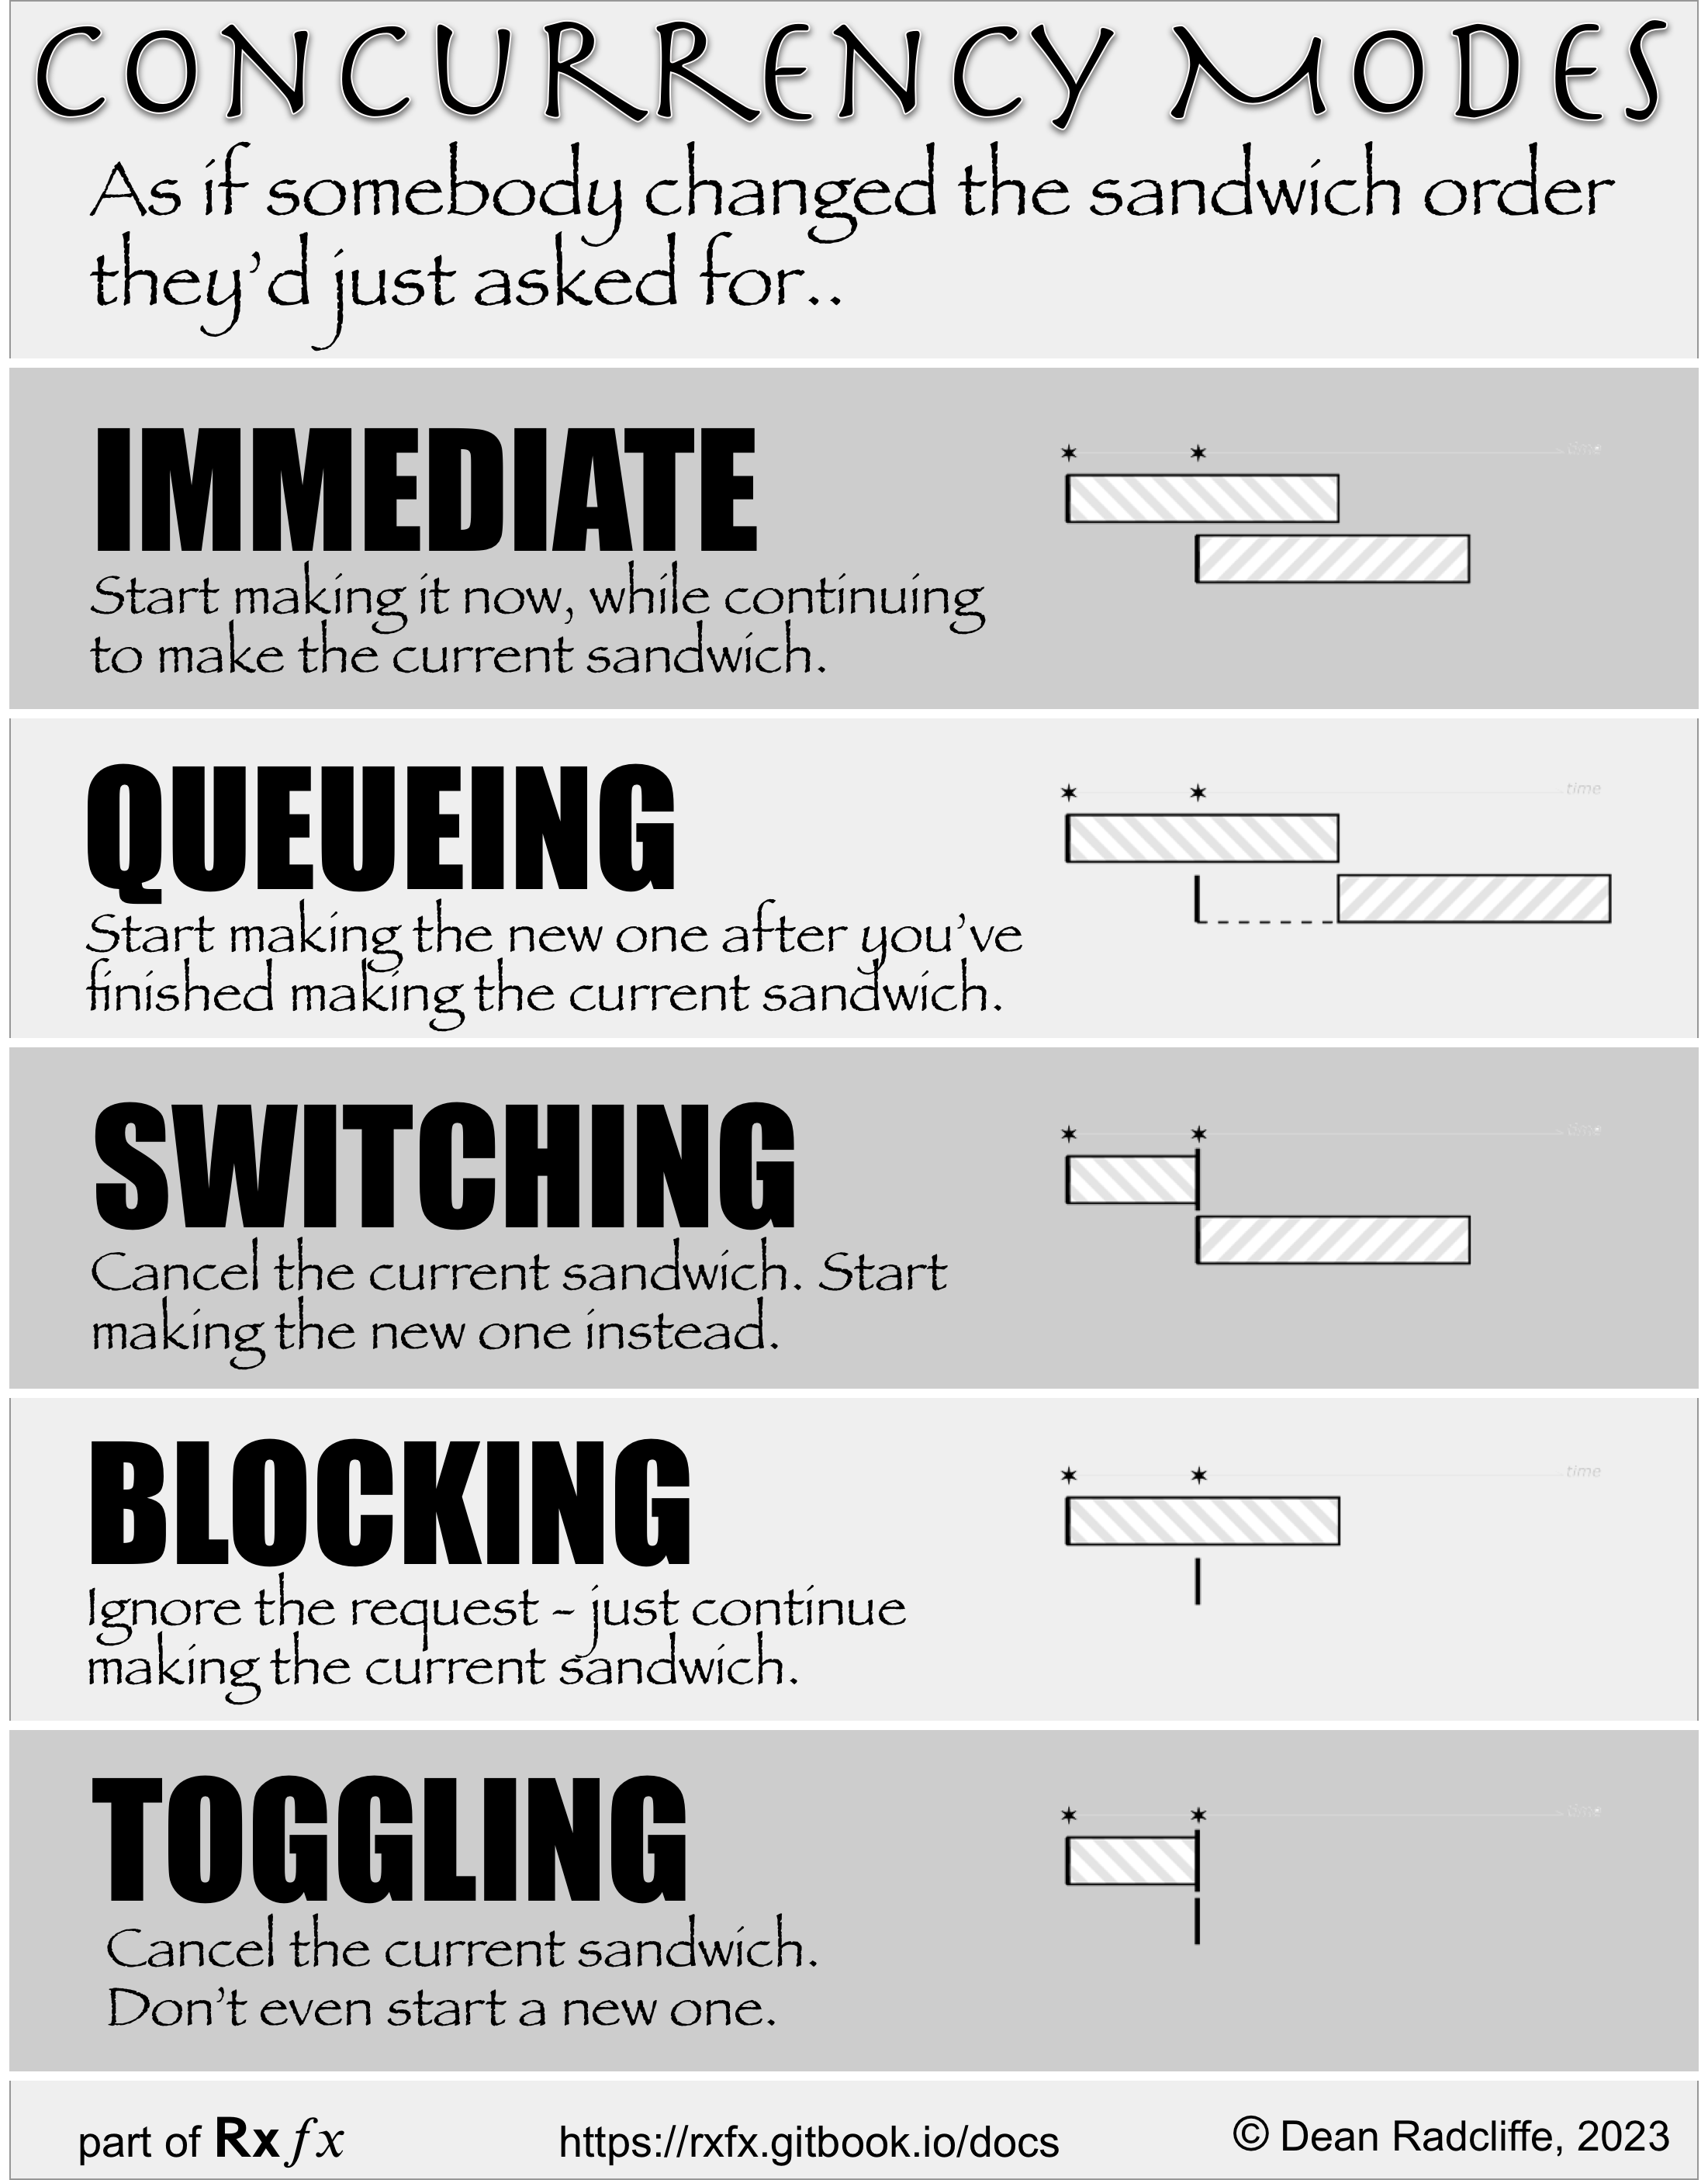 CONCURRENCY MODES
As if somebody changed the sandwich order
they’d just asked for..
IMMEDIATE
time
Start making it now, while continuing
to make the current sandwich.
QUEUEING
time
Start making the new one after you’ve
finished making the current sandwich.
SWITCHING
time
Cancel the current sandwich. Start
making the new one instead.
BLOCKING
time
Ignore the request - just continue
making the current sandwich.
TOGGLING
time
Cancel the current sandwich.
Don’t even start a new one.
part of Rxfx https://rxfx.gitbook.io/docs © Dean Radcliffe, 2023